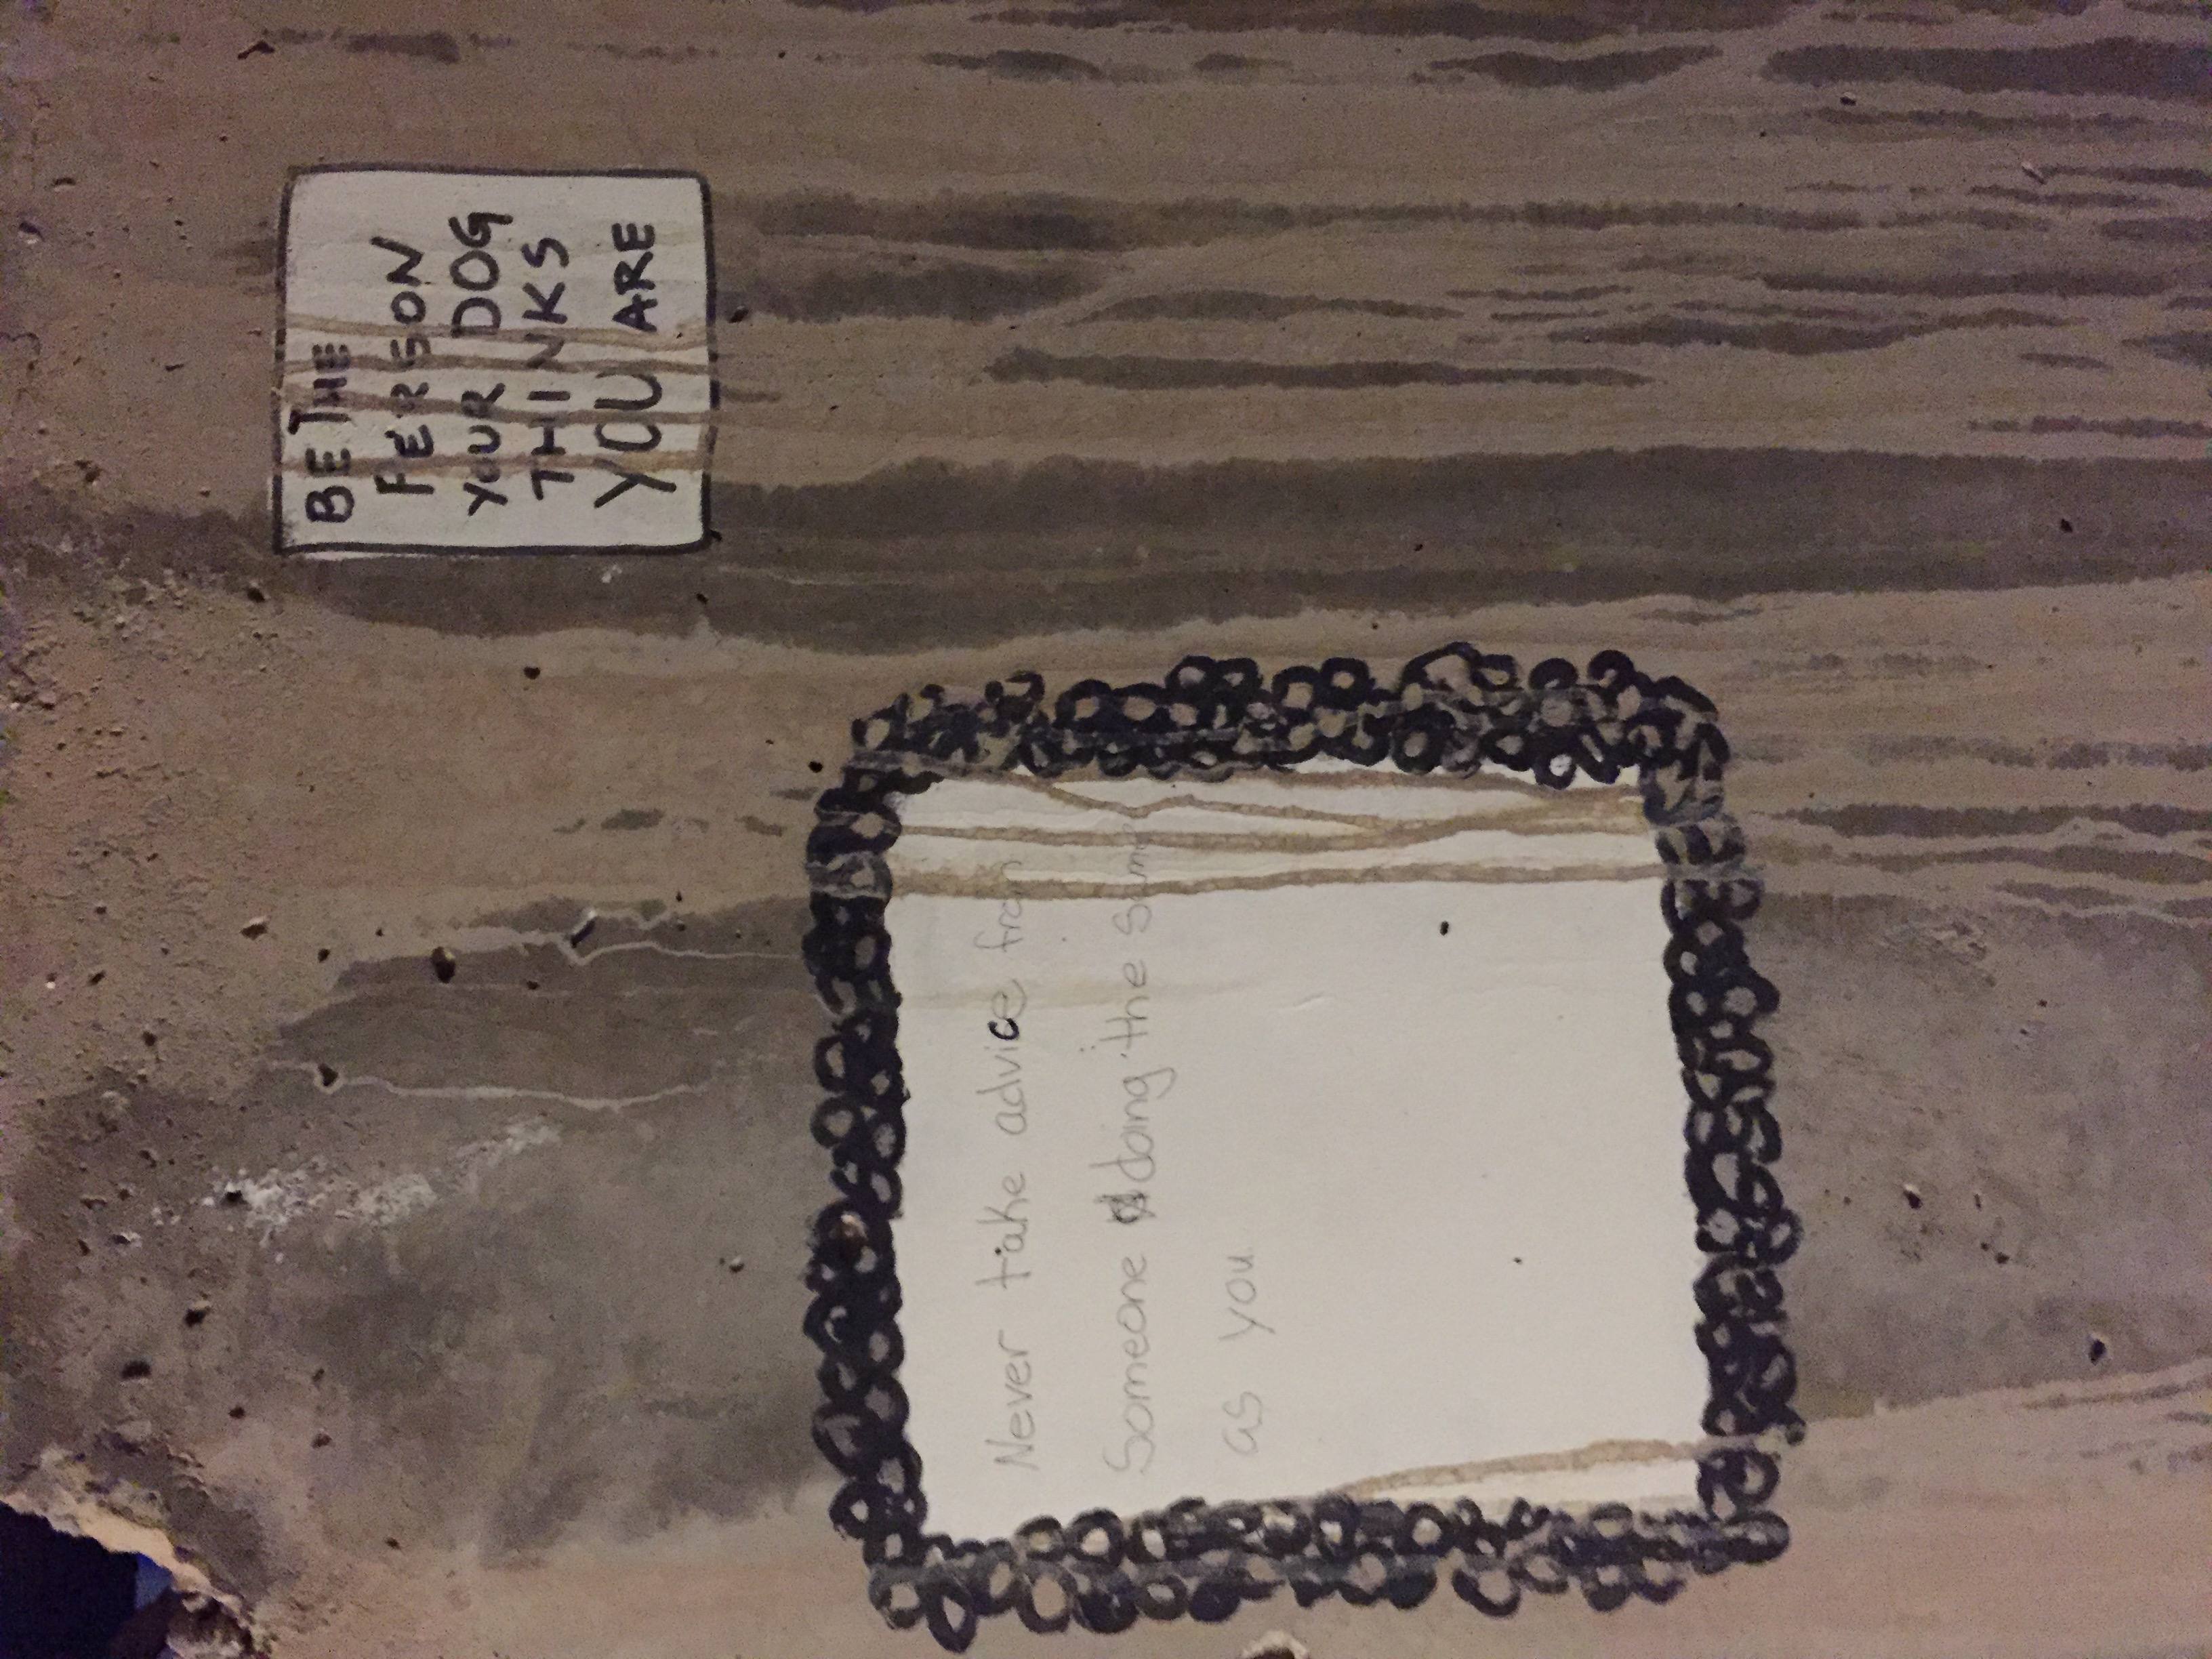 BE THE
PERSON
YOUR DOG
THINKS
YOU ARE
Never take advice from
Someone doing the same
as you